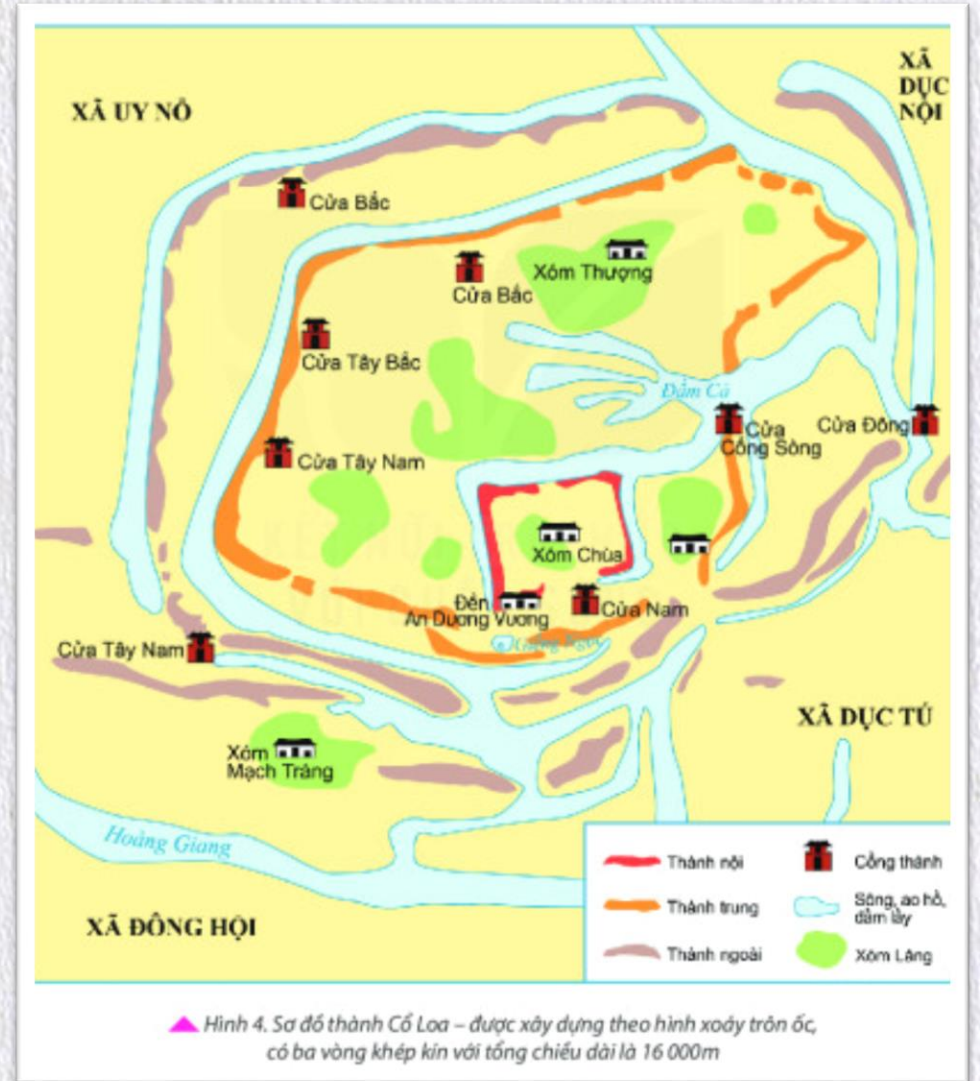 XÃ UY NỖ
XÃ
DỤC
NỘI
Cửa Bắc
Cửa Bắc
Xóm Thượng
Cửa Tây Bắc
Đầm Cả
Cửa
Cống Sòng
Cửa Đông
Cửa Tây Nam
Xóm Chùa
Đền
An Dương Vương
Cửa Nam
Giếng Ngọc
Cửa Tây Nam
XÃ DỤC TÚ
Xóm
Mạch Tràng
Hoàng Giang
XÃ ĐÔNG HỘI
Thành nội
Cổng thành
Thành trung
Sông, ao hồ,
đầm lầy
Thành ngoài
Xóm Làng
Hình 4. Sơ đồ thành Cổ Loa – được xây dựng theo hình xoáy trôn ốc,
có ba vòng khép kín với tổng chiều dài là 16 000m